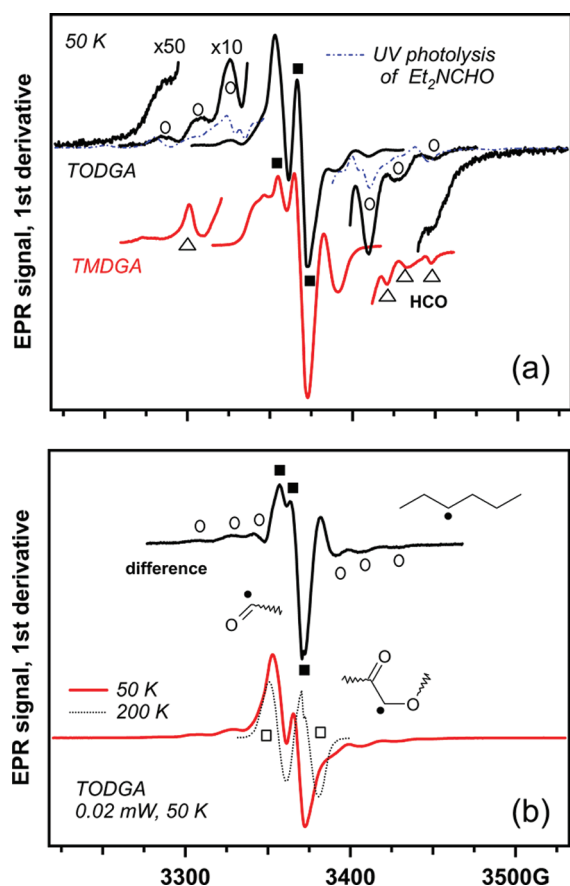 (a)
50 K
x50
x10
UV photolysis
of Et2NCHO
TODGA
TMDGA
HCO
EPR signal, 1st derivative
(b)
difference
O
O
O
50 K
200 K
TODGA
0.02 mW, 50 K
EPR signal, 1st derivative
3300
3400
3500G